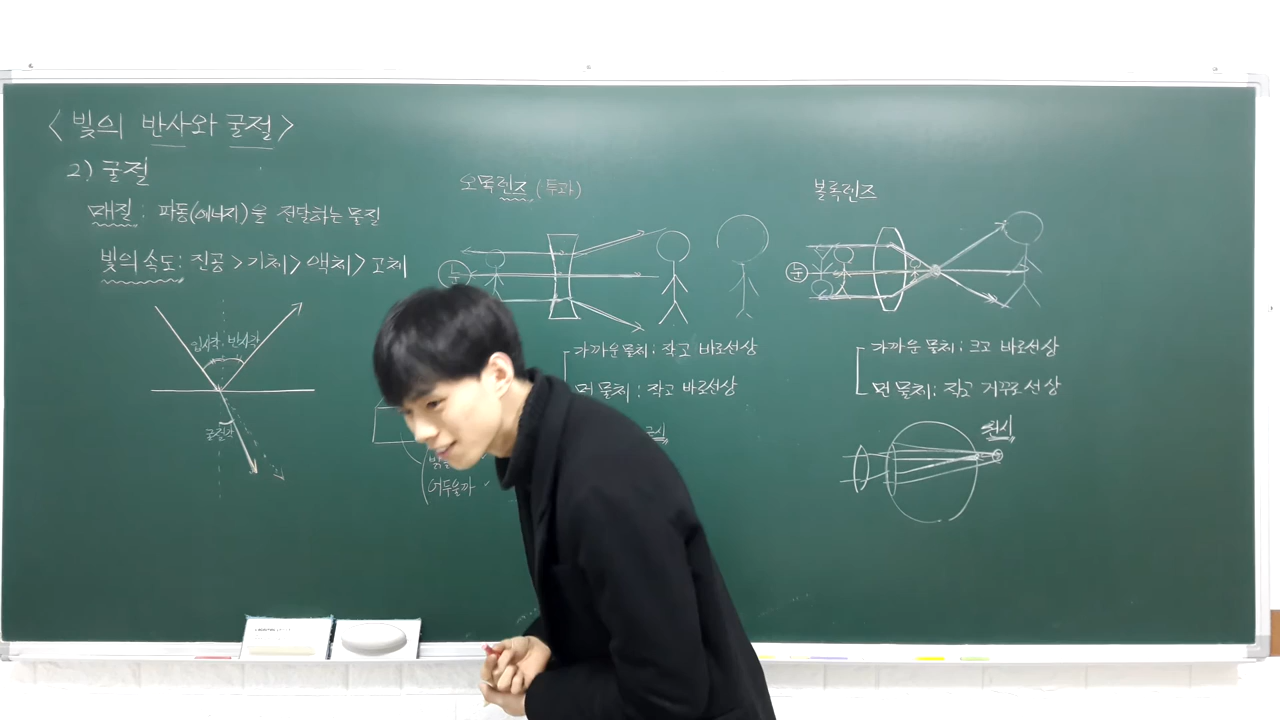 <빛의 반사와 굴절>
2) 굴절
매질 : 파동(에너지)을 전달하는 물질
빛의 속도: 진공 > 기체 > 액체 > 고체
입사각 반사각
굴절각
오목렌즈 (투과)
눈
가까운 물체 : 작고 바로선 상
먼 물체 : 작고 바로선 상
근시
어두울까
볼록렌즈
눈
가까운 물체 : 크고 바로선 상
먼 물체 : 작고 거꾸로 선 상
원시